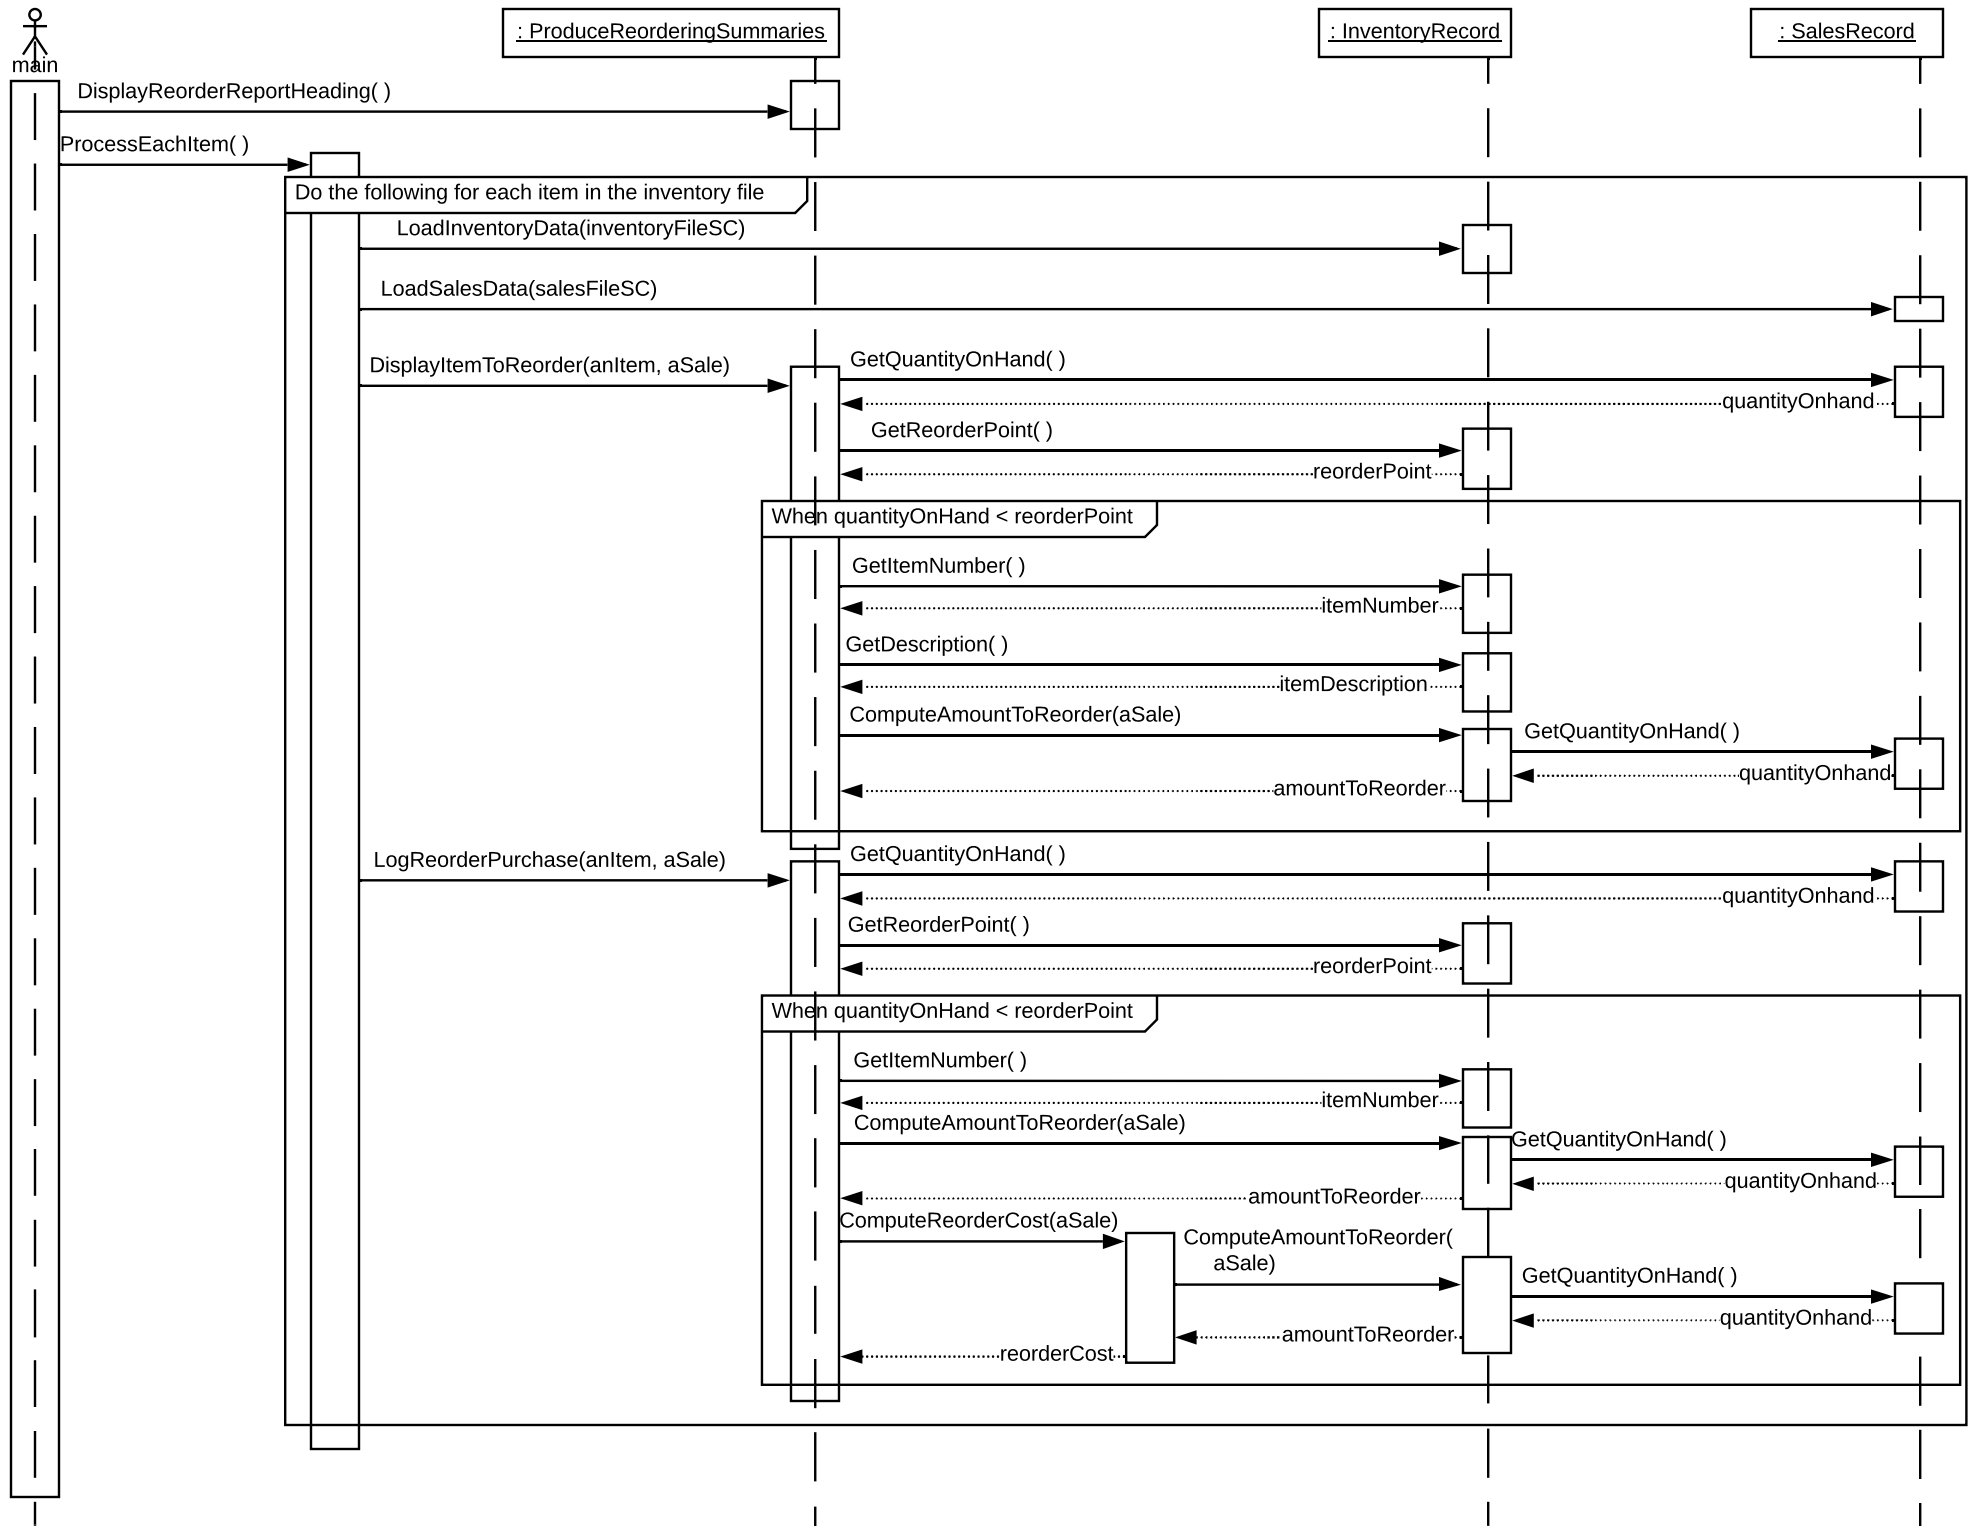 main
: ProduceReorderingSummaries
: InventoryRecord
: SalesRecord
DisplayReorderReportHeading( )
ProcessEachItem( )
Do the following for each item in the inventory file
LoadInventoryData(inventoryFileSC)
LoadSalesData(salesFileSC)
DisplayItemToReorder(anItem, aSale)
GetQuantityOnHand( )
quantityOnhand
GetReorderPoint( )
reorderPoint
When quantityOnHand < reorderPoint
GetItemNumber( )
itemNumber
GetDescription( )
itemDescription
ComputeAmountToReorder(aSale)
GetQuantityOnHand( )
quantityOnhand
amountToReorder
LogReorderPurchase(anItem, aSale)
GetQuantityOnHand( )
quantityOnhand
GetReorderPoint( )
reorderPoint
When quantityOnHand < reorderPoint
GetItemNumber( )
itemNumber
ComputeAmountToReorder(aSale)
GetQuantityOnHand( )
quantityOnhand
amountToReorder
ComputeReorderCost(aSale)
ComputeAmountToReorder(
aSale)
GetQuantityOnHand( )
quantityOnhand
amountToReorder
reorderCost